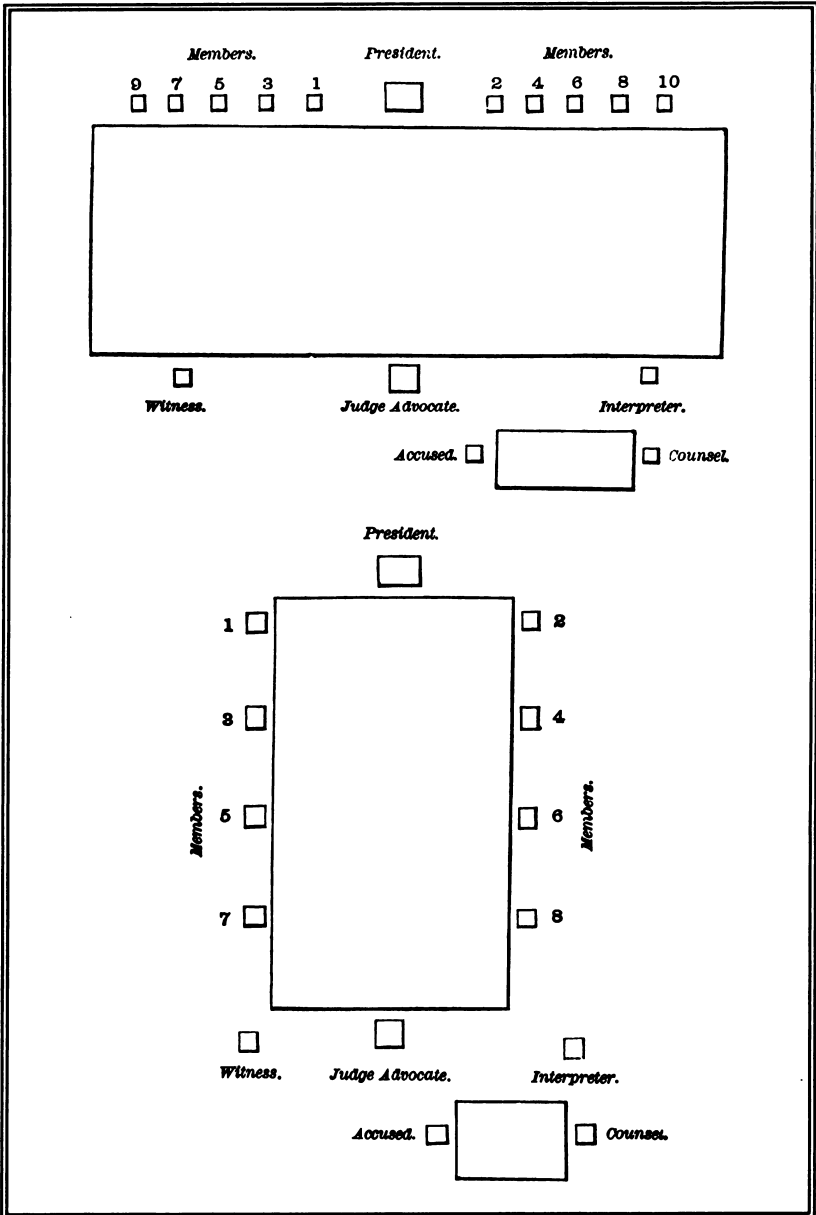 Members. President. Members.
9 7 5 3 1 2 4 6 8 10
Witness. Judge Advocate. Interpreter.
Accused. Counsel.
President.
1 2
3 4
Members. 5 6 Members.
7 8
Witness. Judge Advocate. Interpreter.
Accused. Counsel.